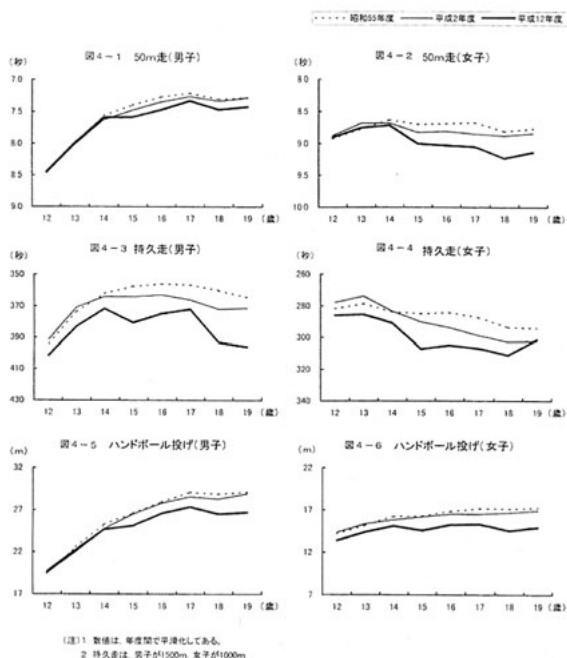 昭和55年度 平成2年度 平成12年度
(秒) 図4-1 50m走(男子)
7.0
7.5
8.0
8.5
9.0
12 13 14 15 16 17 18 19 (歳)
(秒) 図4-2 50m走(女子)
8.0
8.5
9.0
9.5
10.0
12 13 14 15 16 17 18 19 (歳)
(秒) 図4-3 持久走(男子)
350
370
390
410
430
12 13 14 15 16 17 18 19 (歳)
(秒) 図4-4 持久走(女子)
260
280
300
320
340
12 13 14 15 16 17 18 19 (歳)
(m) 図4-5 ハンドボール投げ(男子)
32
27
22
17
12 13 14 15 16 17 18 19 (歳)
(m) 図4-6 ハンドボール投げ(女子)
22
17
12
7
12 13 14 15 16 17 18 19 (歳)
(注)1 数値は、年度間で平滑化してある。
2 持久走は、男子が1500m、女子が1000m